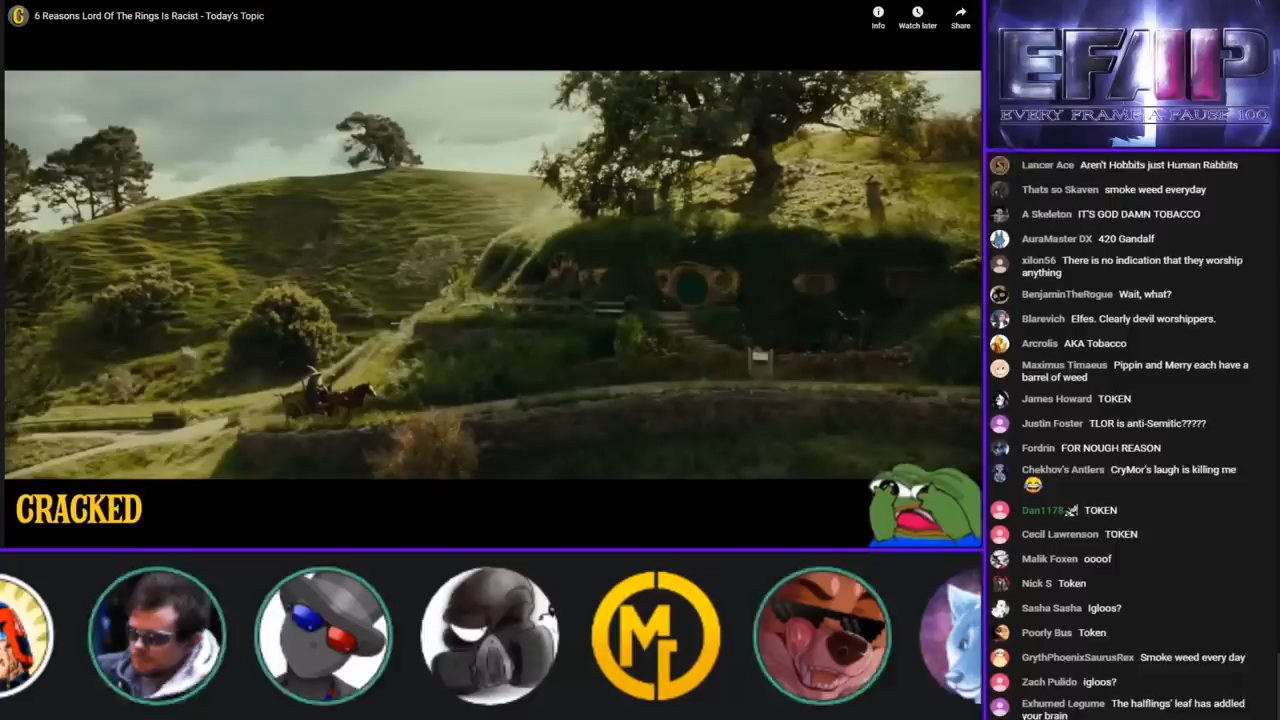 6 Reasons Lord Of The Rings Is Racist - Today's Topic
Info
Watch later
Share
CRACKED
EFAP
EVERY FRAME A PAUSE 100
Lancer Ace Aren't Hobbits just Human Rabbits
Thats so Skaven smoke weed everyday
A Skeleton IT'S GOD DAMN TOBACCO
AuraMaster DX 420 Gandalf
xilon56 There is no indication that they worship
anything
BenjaminTheRogue Wait, what?
Blarevich Elfes. Clearly devil worshippers.
Arcrolis AKA Tobacco
Maximus Timaeus Pippin and Merry each have a
barrel of weed
James Howard TOKEN
Justin Foster TLOR is anti-Semitic?????
Fordrin FOR NOUGH REASON
Chekhov's Antlers CryMor's laugh is killing me
😂
Dan1178 TOKEN
Cecil Lawrenson TOKEN
Malik Foxen oooof
Nick S Token
Sasha Sasha Igloos?
Poorly Bus Token
GrythPhoenixSaurusRex Smoke weed every day
Zach Pulido igloos?
Exhumed Legume The halflings' leaf has addled
your brain